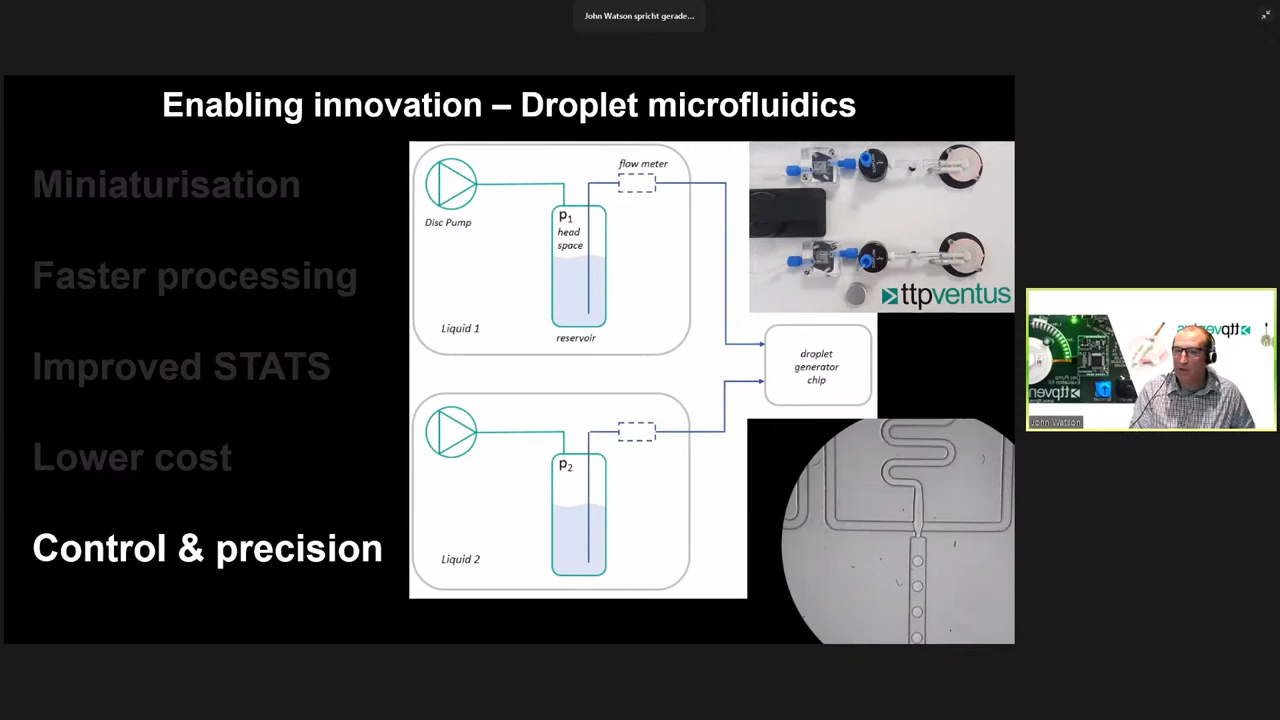 John Watson spricht gerade...
Enabling innovation – Droplet microfluidics
Miniaturisation
Faster processing
Improved STATS
Lower cost
Control & precision
flow meter
Disc Pump
p1
head
space
Liquid 1
reservoir
p2
Liquid 2
droplet
generator
chip
ttpventus
ttpventus
John Watson